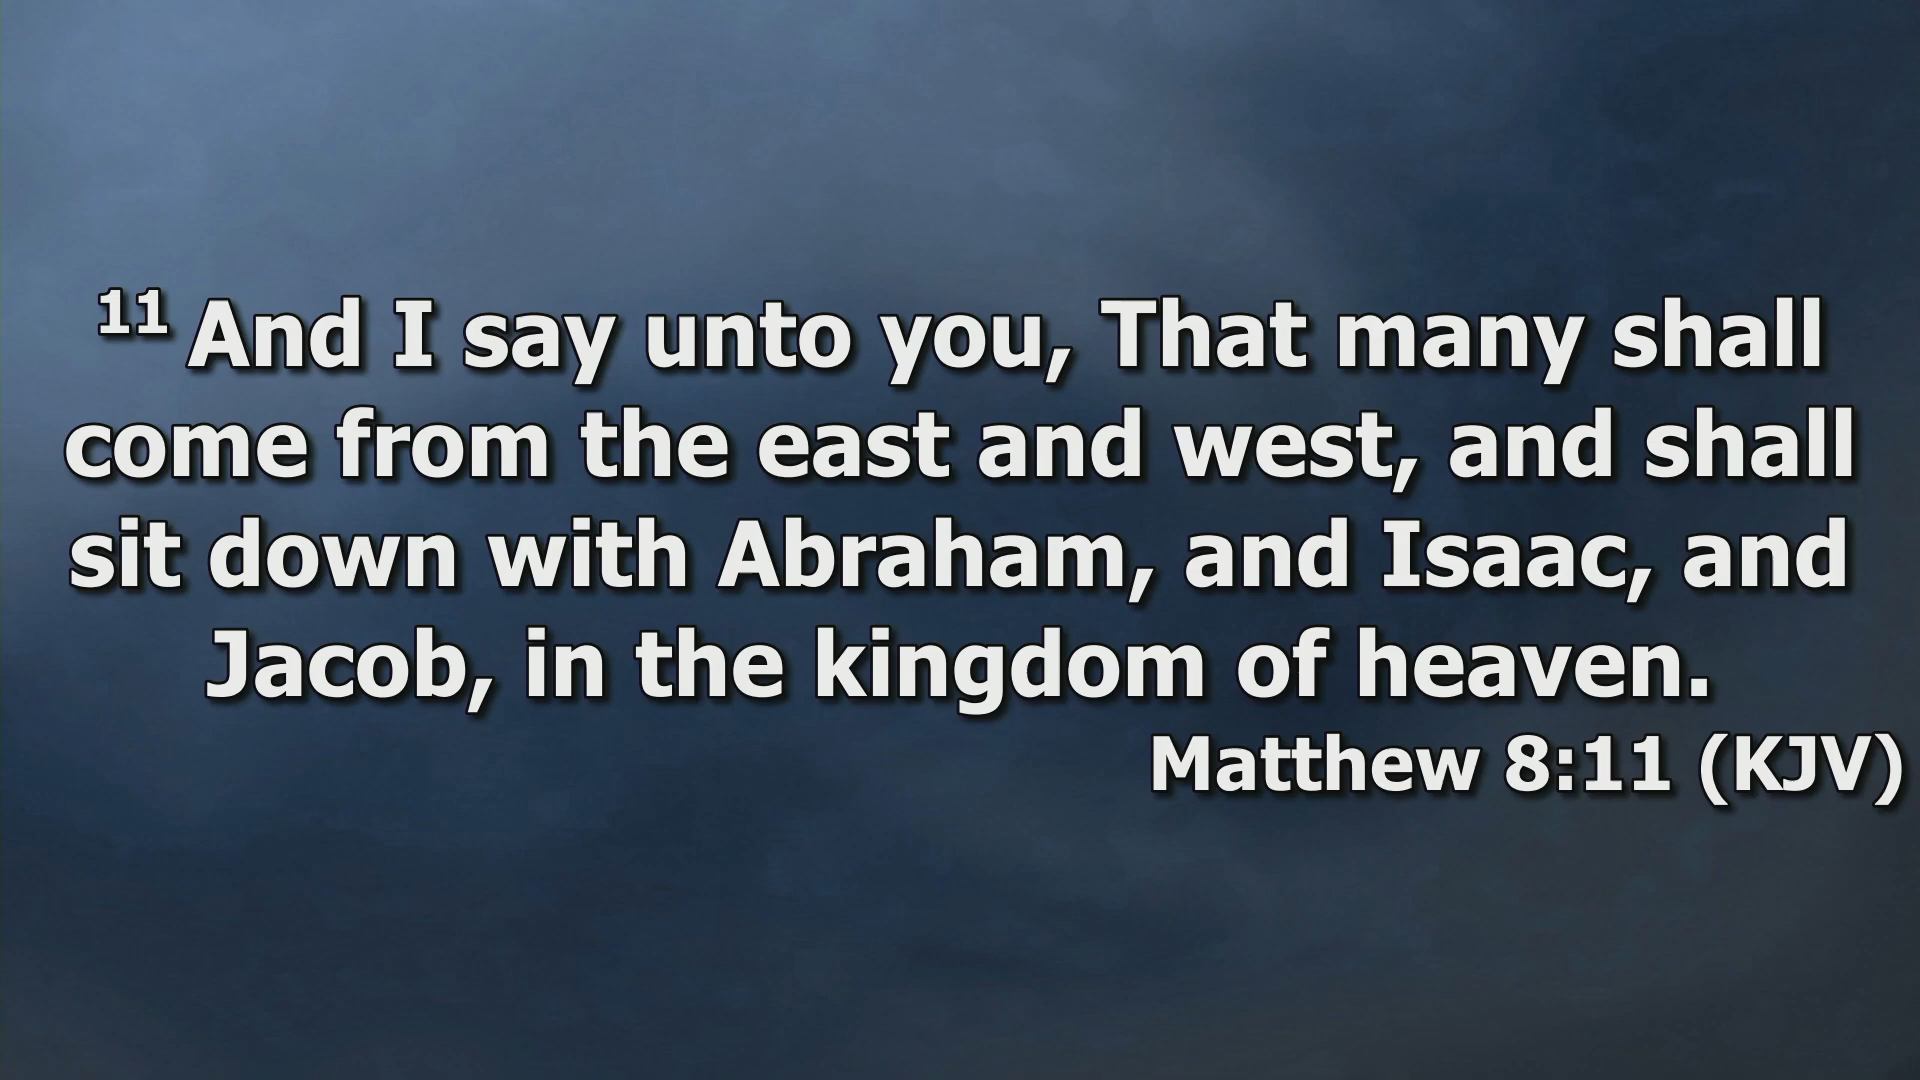 11 And I say unto you, That many shall
come from the east and west, and shall
sit down with Abraham, and Isaac, and
Jacob, in the kingdom of heaven.
Matthew 8:11 (KJV)